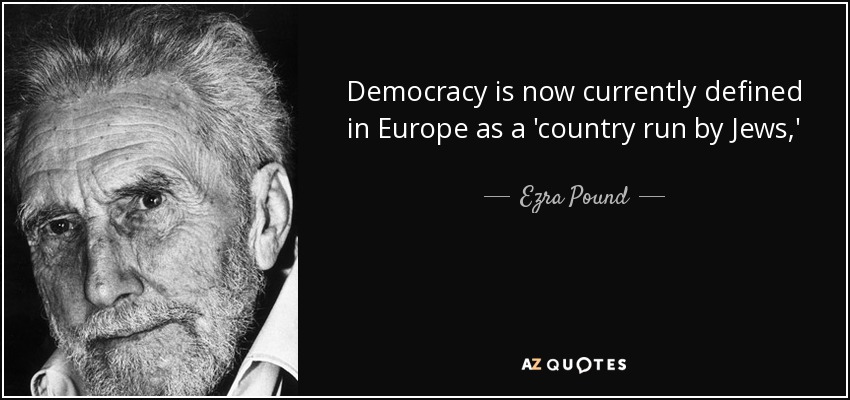 Democracy is now currently defined
in Europe as a 'country run by Jews,'
Ezra Pound
AZ QUOTES